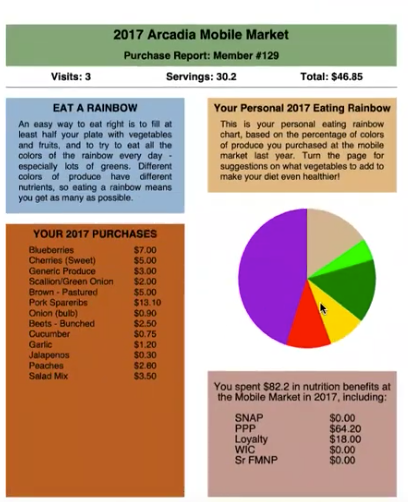 2017 Arcadia Mobile Market
Purchase Report: Member #129
Visits: 3 Servings: 30.2 Total: $46.85
EAT A RAINBOW
An easy way to eat right is to fill at
least half your plate with vegetables
and fruits, and to try to eat all the
colors of the rainbow every day -
especially lots of greens. Different
colors of produce have different
nutrients, so eating a rainbow means
you get as many as possible.
Your Personal 2017 Eating Rainbow
This is your personal eating rainbow
chart, based on the percentage of colors
of produce you purchased at the mobile
market last year. Turn the page for
suggestions on what vegetables to add to
make your diet even healthier!
YOUR 2017 PURCHASES
Blueberries $7.00
Cherries (Sweet) $5.00
Generic Produce $3.00
Scallion/Green Onion $2.00
Brown - Pastured $5.00
Pork Spareribs $13.10
Onion (bulb) $0.90
Beets - Bunched $2.50
Cucumber $0.75
Garlic $1.20
Jalapenos $0.30
Peaches $2.80
Salad Mix $3.50
You spent $82.2 in nutrition benefits at
the Mobile Market in 2017, including:
SNAP $0.00
PPP $64.20
Loyalty $18.00
WIC $0.00
Sr FMNP $0.00